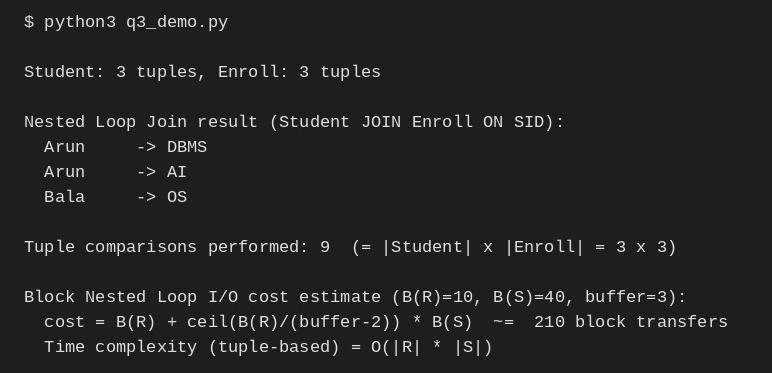 $ python3 q3_demo.py
Student: 3 tuples, Enroll: 3 tuples
Nested Loop Join result (Student JOIN Enroll ON SID):
  Arun     -> DBMS
  Arun     -> AI
  Bala     -> OS
Tuple comparisons performed: 9  (= |Student| x |Enroll| = 3 x 3)
Block Nested Loop I/O cost estimate (B(R)=10, B(S)=40, buffer=3):
  cost = B(R) + ceil(B(R)/(buffer-2)) * B(S)  ~=  210 block transfers
  Time complexity (tuple-based) = O(|R| * |S|)